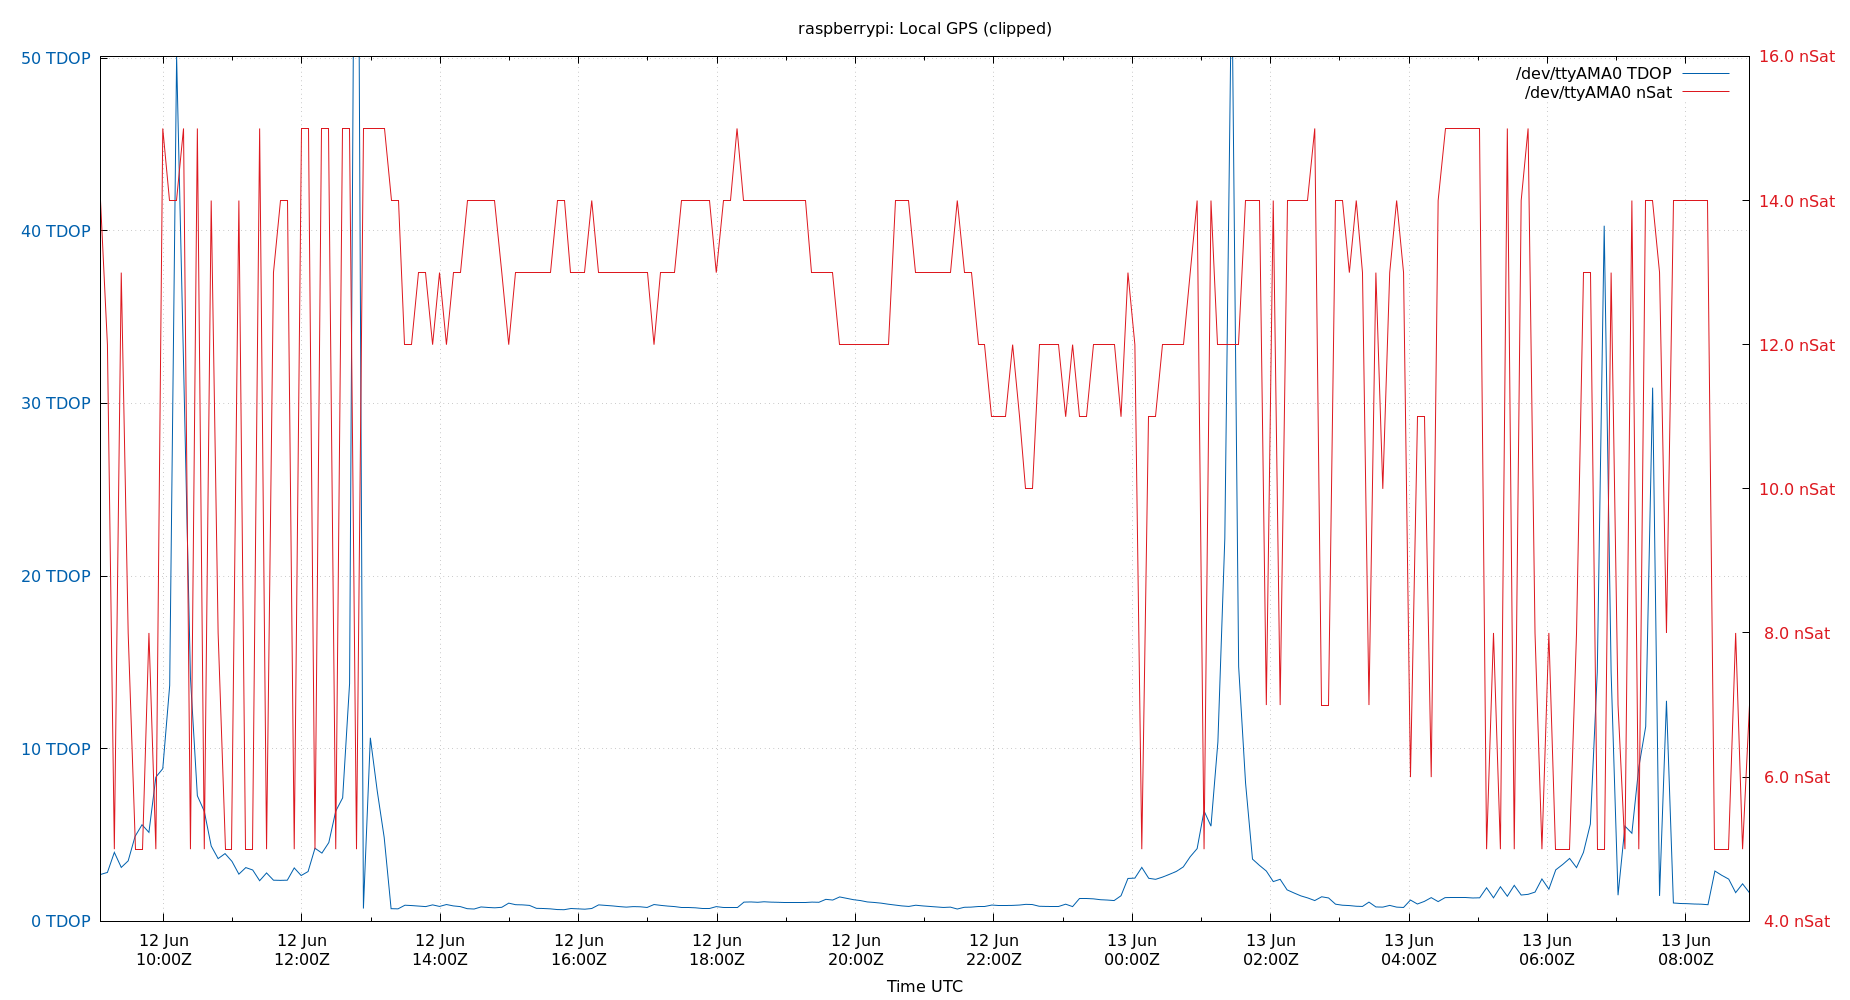 raspberrypi: Local GPS (clipped)
50 TDOP
40 TDOP
30 TDOP
20 TDOP
10 TDOP
0 TDOP
16.0 nSat
14.0 nSat
12.0 nSat
10.0 nSat
8.0 nSat
6.0 nSat
4.0 nSat
/dev/ttyAMA0 TDOP
/dev/ttyAMA0 nSat
12 Jun 12 Jun 12 Jun 12 Jun 12 Jun 12 Jun 12 Jun 13 Jun 13 Jun 13 Jun 13 Jun 13 Jun
10:00Z 12:00Z 14:00Z 16:00Z 18:00Z 20:00Z 22:00Z 00:00Z 02:00Z 04:00Z 06:00Z 08:00Z
Time UTC